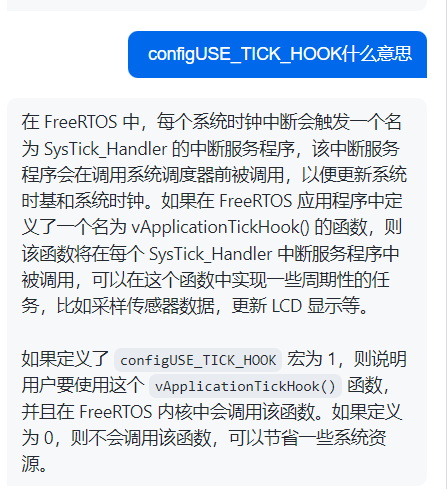 configUSE_TICK_HOOK什么意思
在 FreeRTOS 中，每个系统时钟中断会触发一个名
为 SysTick_Handler 的中断服务程序，该中断服务
程序会在调用系统调度器前被调用，以便更新系统
时基和系统时钟。如果在 FreeRTOS 应用程序中定
义了一个名为 vApplicationTickHook() 的函数，则
该函数将在每个 SysTick_Handler 中断服务程序中
被调用，可以在这个函数中实现一些周期性的任
务，比如采样传感器数据，更新 LCD 显示等。
如果定义了 configUSE_TICK_HOOK 宏为 1，则说明
用户要使用这个 vApplicationTickHook() 函数，
并且在 FreeRTOS 内核中会调用该函数。如果定义
为 0，则不会调用该函数，可以节省一些系统资
源。